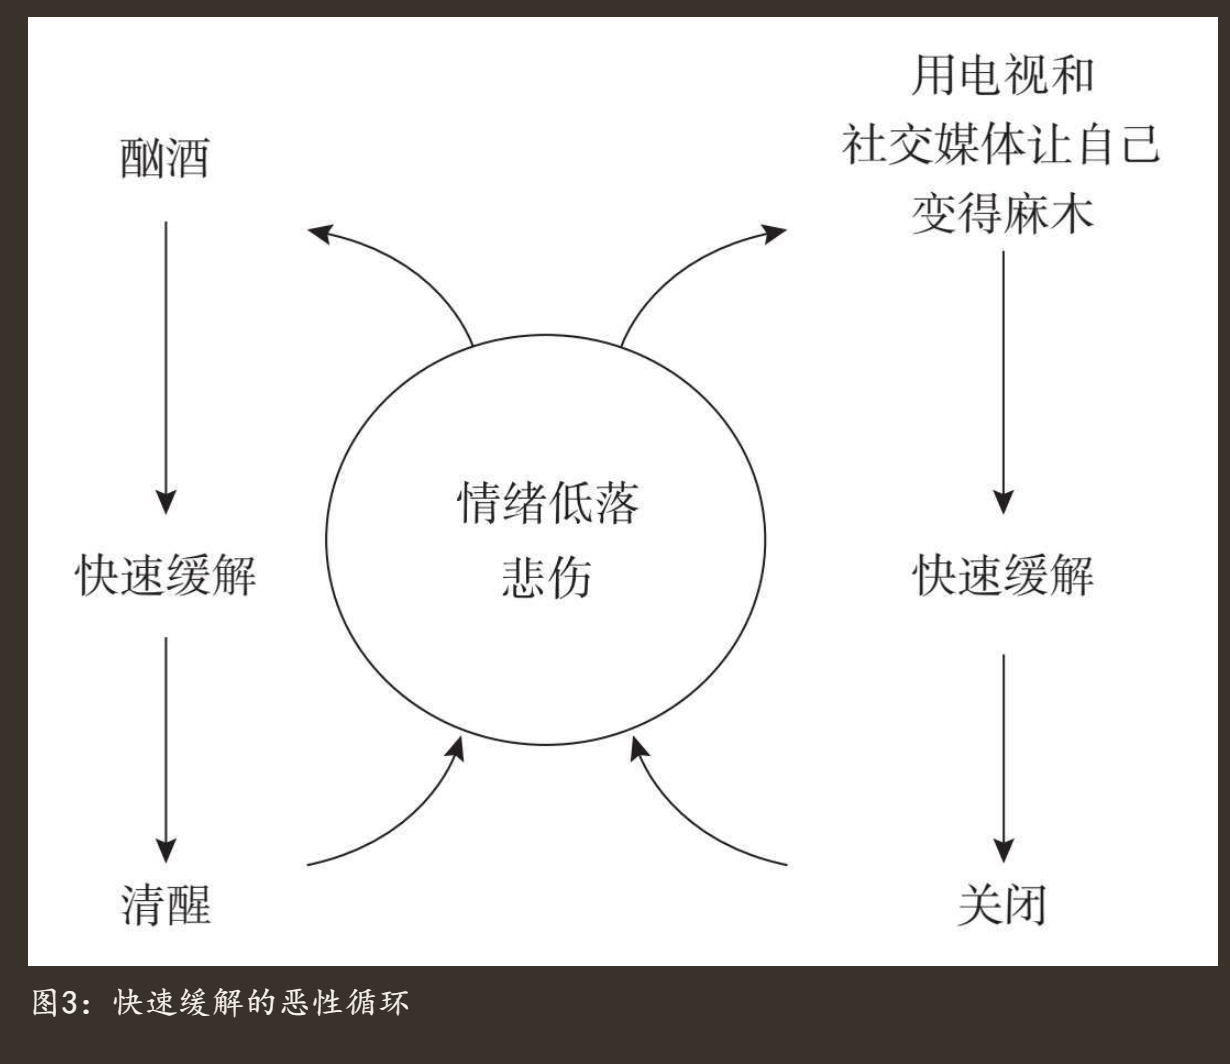 用电视和
社交媒体让自己
变得麻木
酗酒
情绪低落
悲伤
快速缓解
快速缓解
清醒
关闭
图3：快速缓解的恶性循环